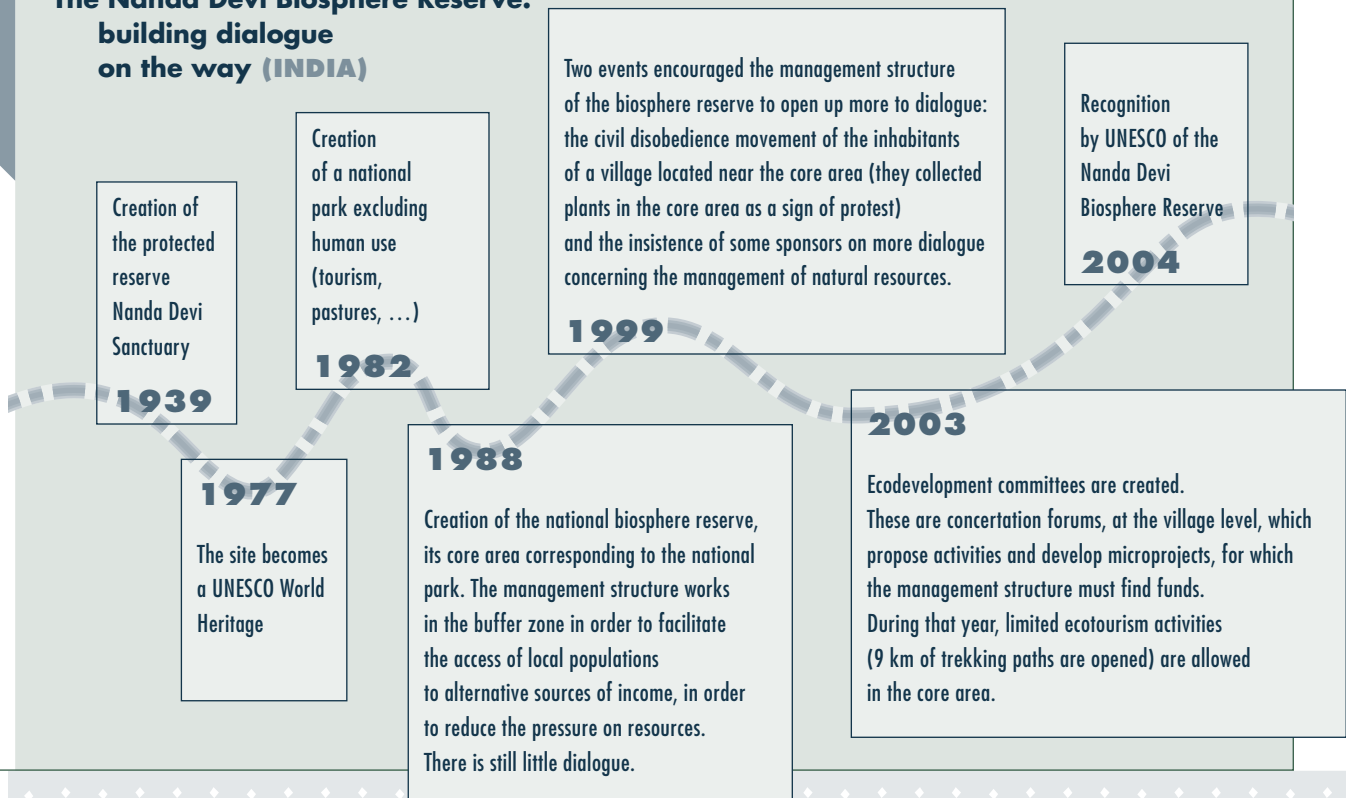 The Nanda Devi Biosphere Reserve:
building dialogue
on the way (INDIA)
Creation of
the protected
reserve
Nanda Devi
Sanctuary
1939
1977
The site becomes
a UNESCO World
Heritage
Creation
of a national
park excluding
human use
(tourism,
pastures, …)
1982
1988
Creation of the national biosphere reserve,
its core area corresponding to the national
park. The management structure works
in the buffer zone in order to facilitate
the access of local populations
to alternative sources of income, in order
to reduce the pressure on resources.
There is still little dialogue.
Two events encouraged the management structure
of the biosphere reserve to open up more to dialogue:
the civil disobedience movement of the inhabitants
of a village located near the core area (they collected
plants in the core area as a sign of protest)
and the insistence of some sponsors on more dialogue
concerning the management of natural resources.
1999
2003
Ecodevelopment committees are created.
These are concertation forums, at the village level, which
propose activities and develop microprojects, for which
the management structure must find funds.
During that year, limited ecotourism activities
(9 km of trekking paths are opened) are allowed
in the core area.
Recognition
by UNESCO of the
Nanda Devi
Biosphere Reserve
2004